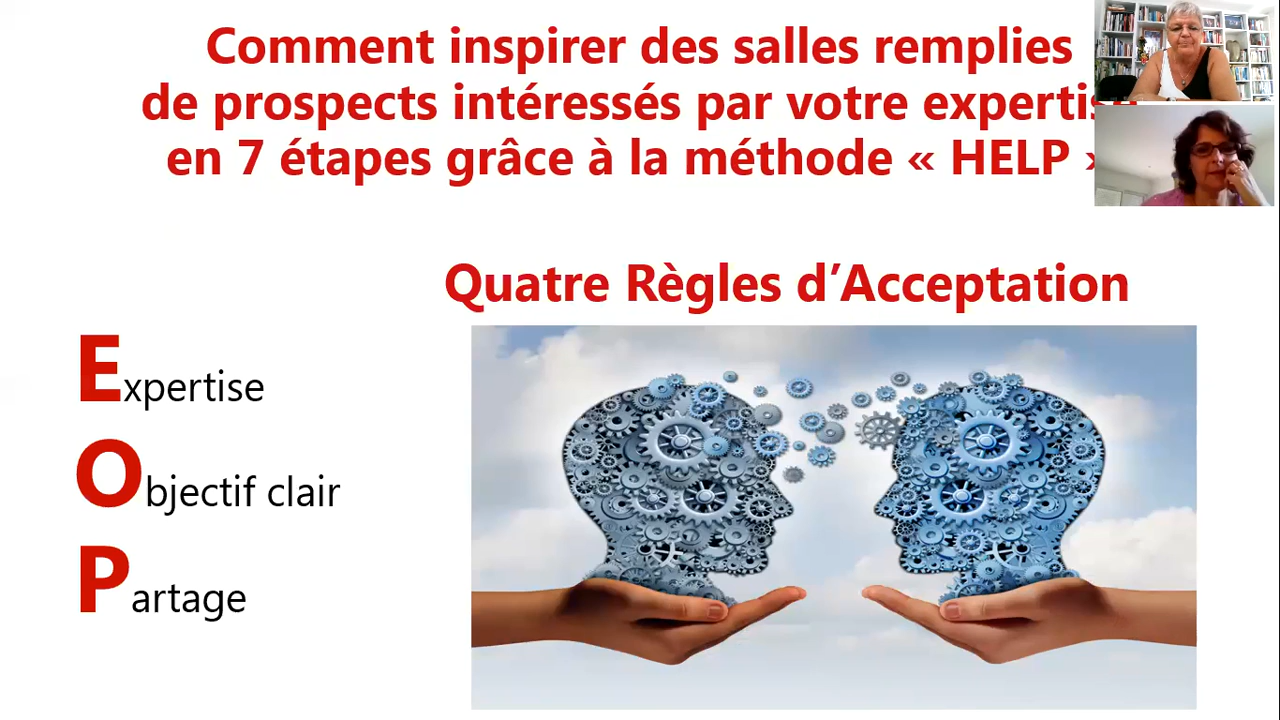 Comment inspirer des salles remplies
de prospects intéressés par votre expertise
en 7 étapes grâce à la méthode « HELP »
Quatre Règles d’Acceptation
Expertise
Objectif clair
Partage